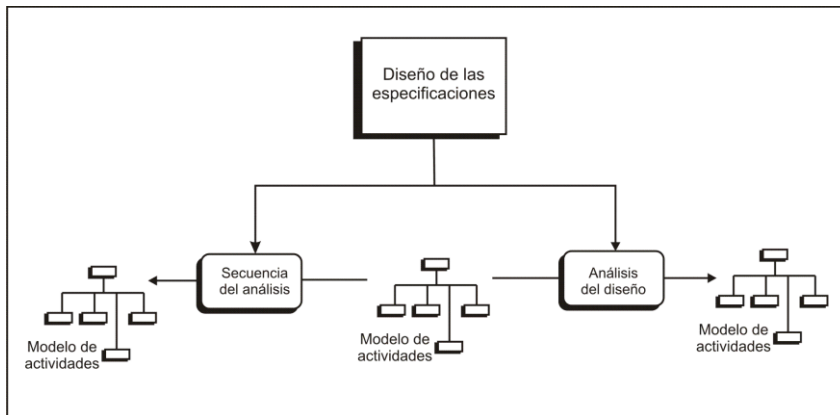 Diseño de las
especificaciones
Secuencia
del análisis
Análisis
del diseño
Modelo de
actividades
Modelo de
actividades
Modelo de
actividades